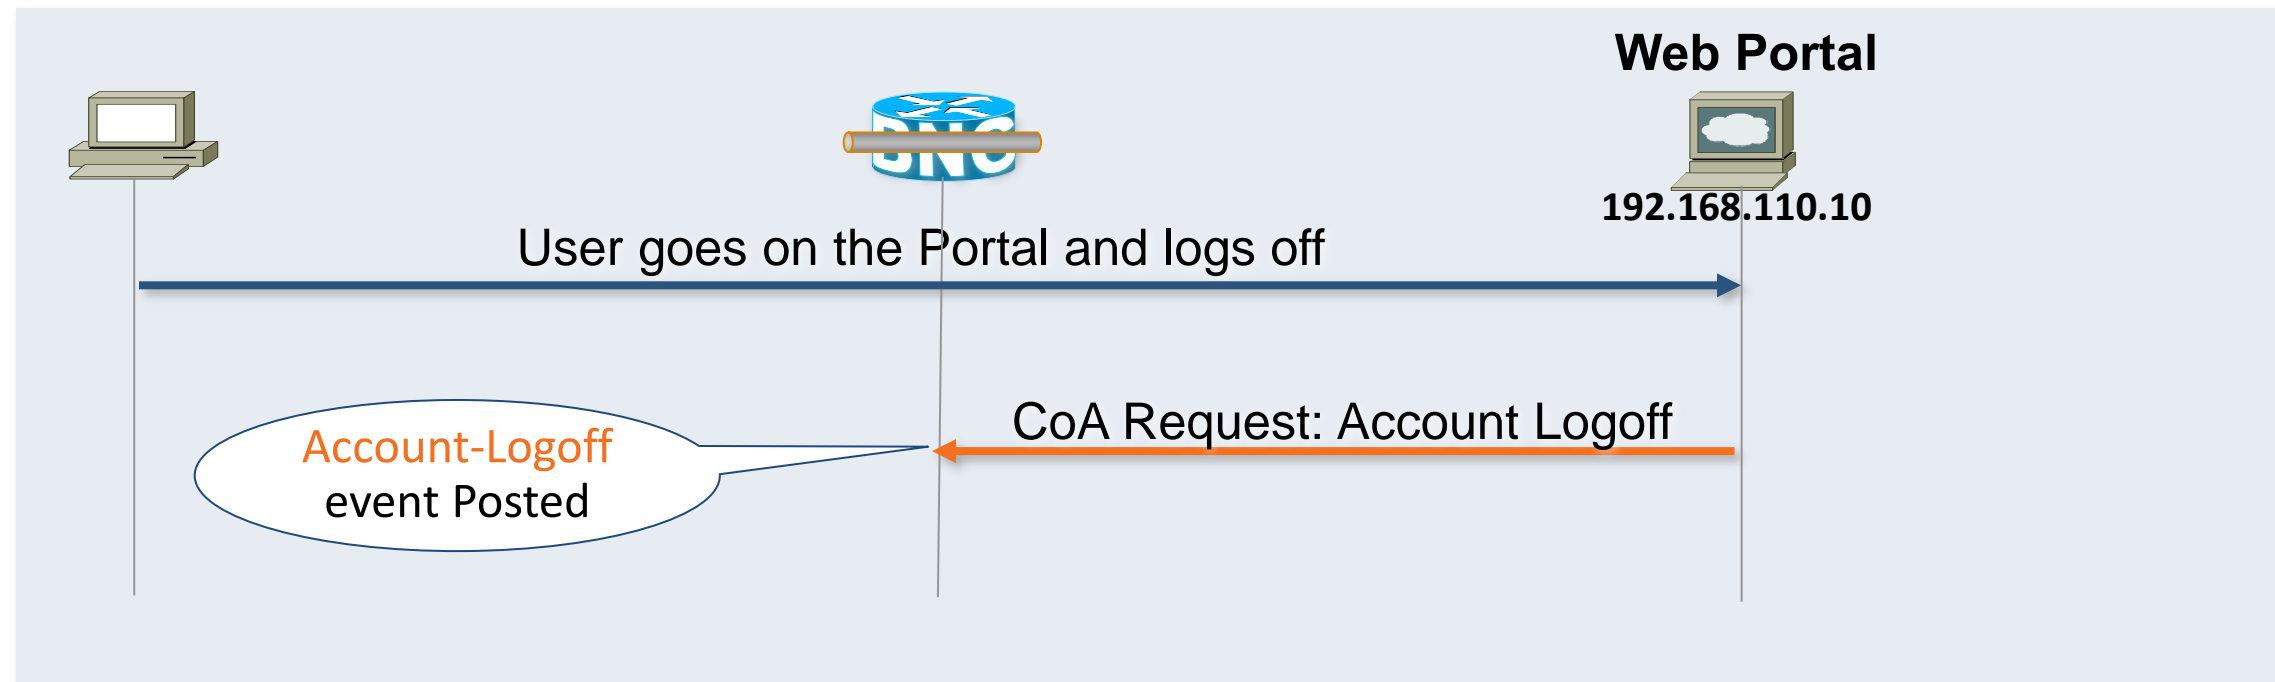 Web Portal
BNG
192.168.110.10
User goes on the Portal and logs off
CoA Request: Account Logoff
Account-Logoff
event Posted